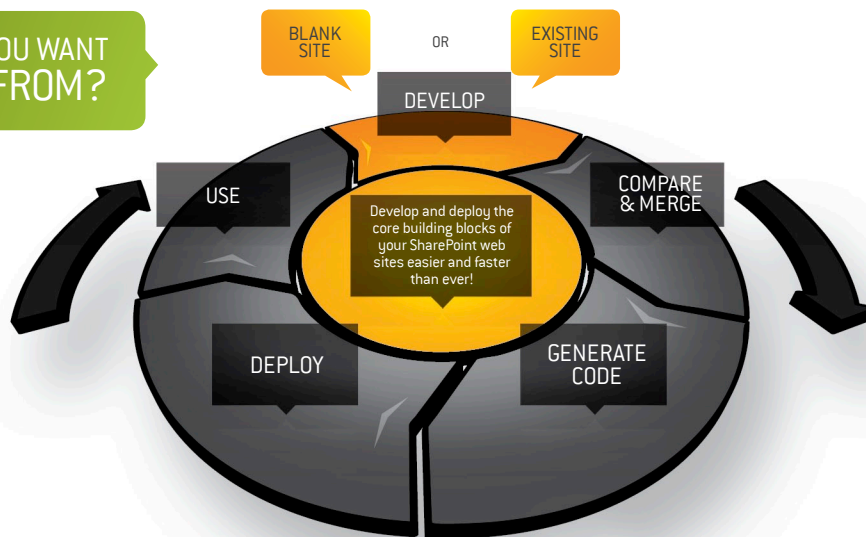 OU WANT
FROM?
BLANK
SITE
OR
EXISTING
SITE
DEVELOP
USE
COMPARE
& MERGE
Develop and deploy the
core building blocks of
your SharePoint web
sites easier and faster
than ever!
DEPLOY
GENERATE
CODE